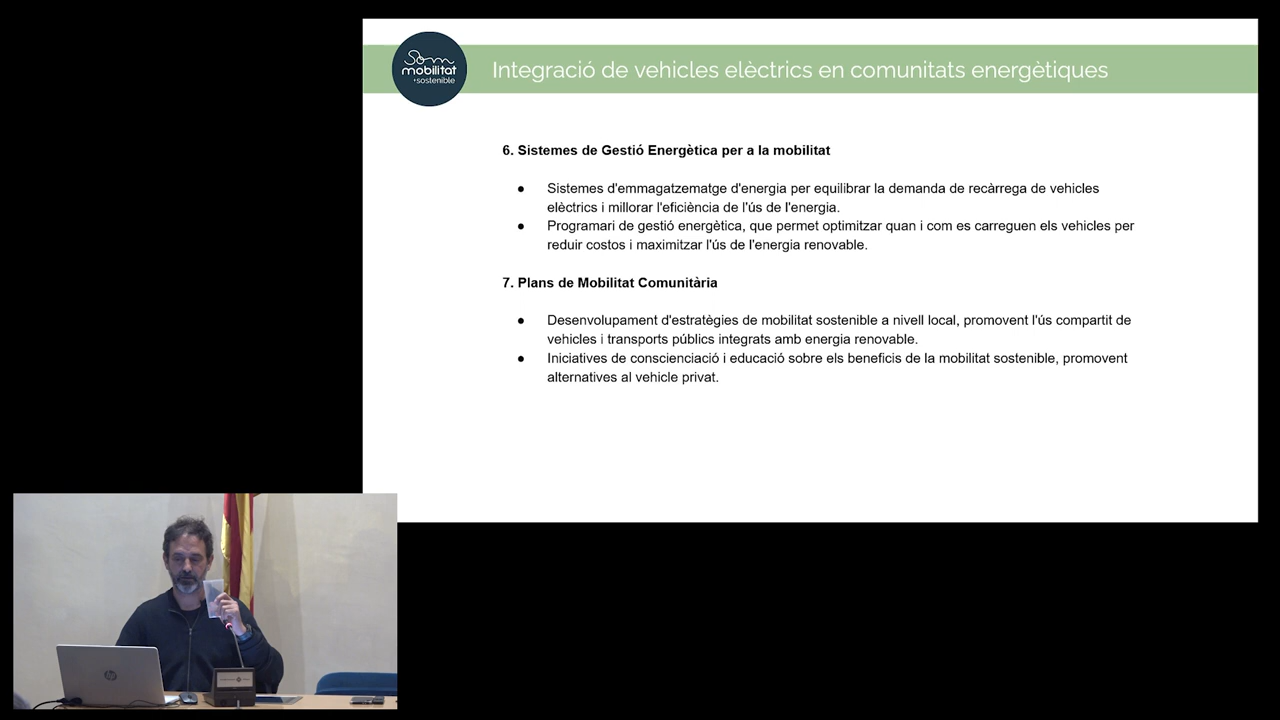 Som
mobilitat
+sostenible
Integració de vehicles elèctrics en comunitats energètiques
6. Sistemes de Gestió Energètica per a la mobilitat
● Sistemes d'emmagatzematge d'energia per equilibrar la demanda de recàrrega de vehicles
elèctrics i millorar l'eficiència de l'ús de l'energia.
● Programari de gestió energètica, que permet optimitzar quan i com es carreguen els vehicles per
reduir costos i maximitzar l'ús de l'energia renovable.
7. Plans de Mobilitat Comunitària
● Desenvolupament d'estratègies de mobilitat sostenible a nivell local, promovent l'ús compartit de
vehicles i transports públics integrats amb energia renovable.
● Iniciatives de conscienciació i educació sobre els beneficis de la mobilitat sostenible, promovent
alternatives al vehicle privat.
hp